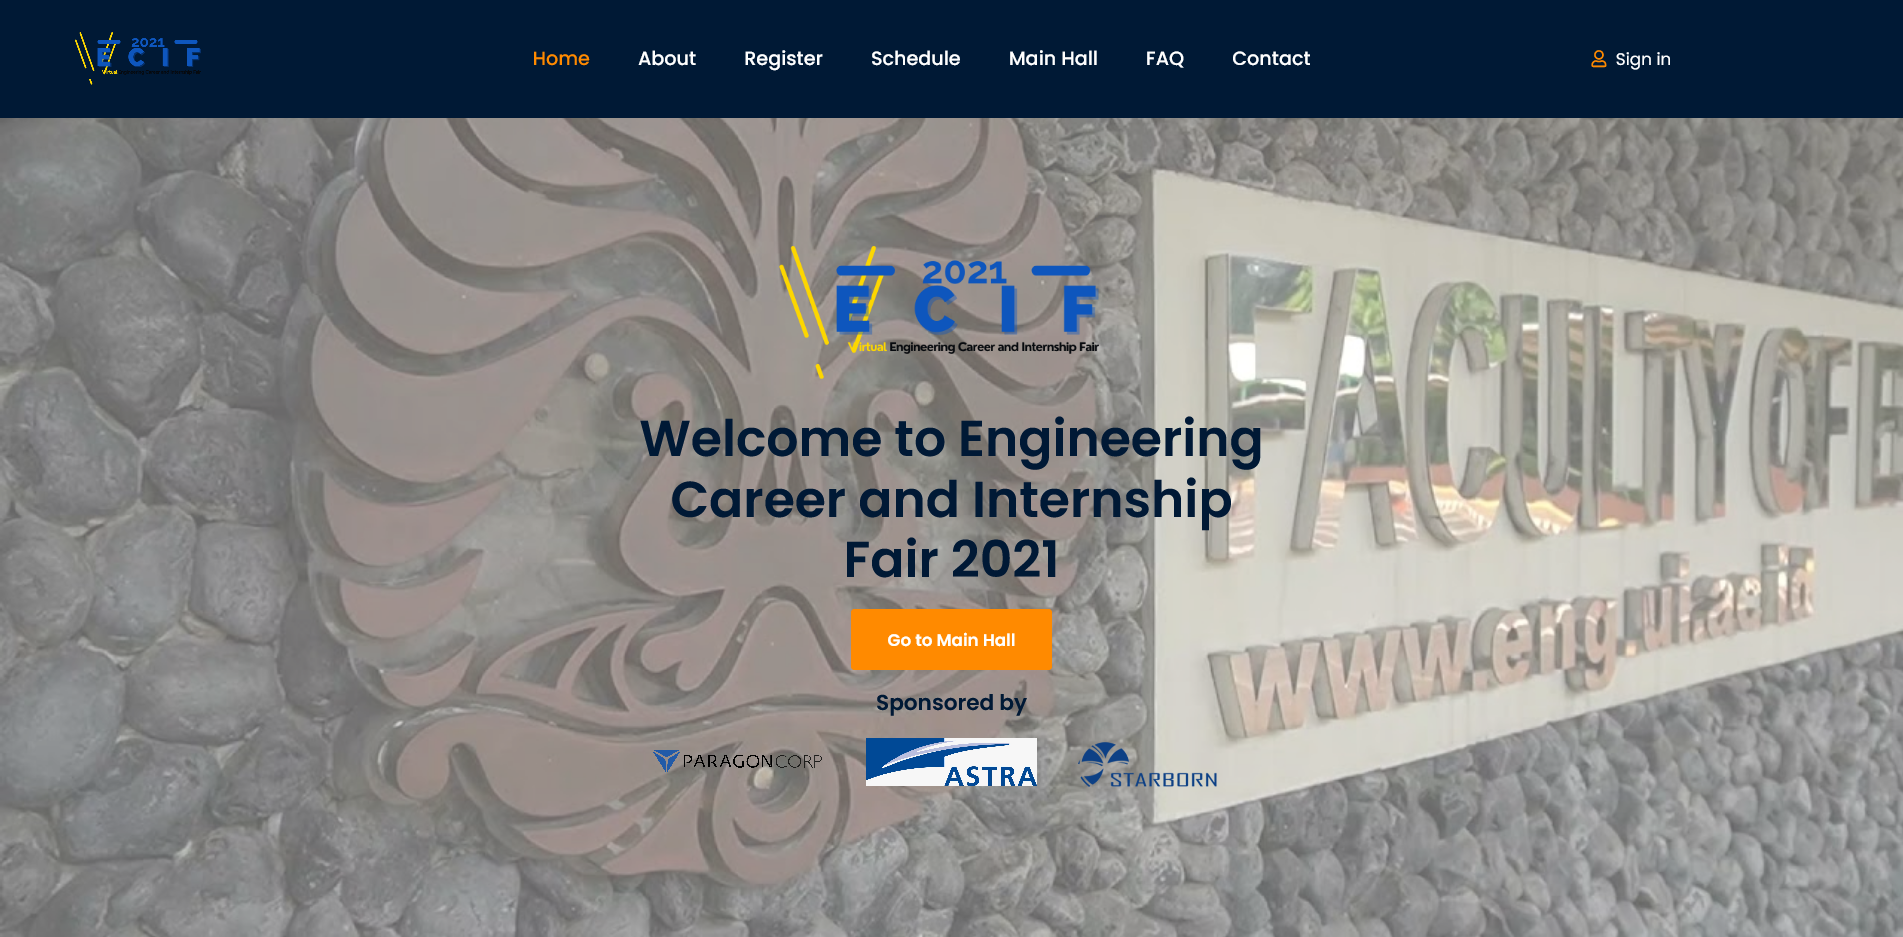 2021
E C I F
Home
About
Register
Schedule
Main Hall
FAQ
Contact
Sign in
2021
E C I F
Virtual Engineering Career and Internship Fair
Welcome to Engineering
Career and Internship
Fair 2021
Go to Main Hall
Sponsored by
PARAGONCORP
ASTRA
STARBORN
FACULTY OF E
www.eng.ui.ac.id